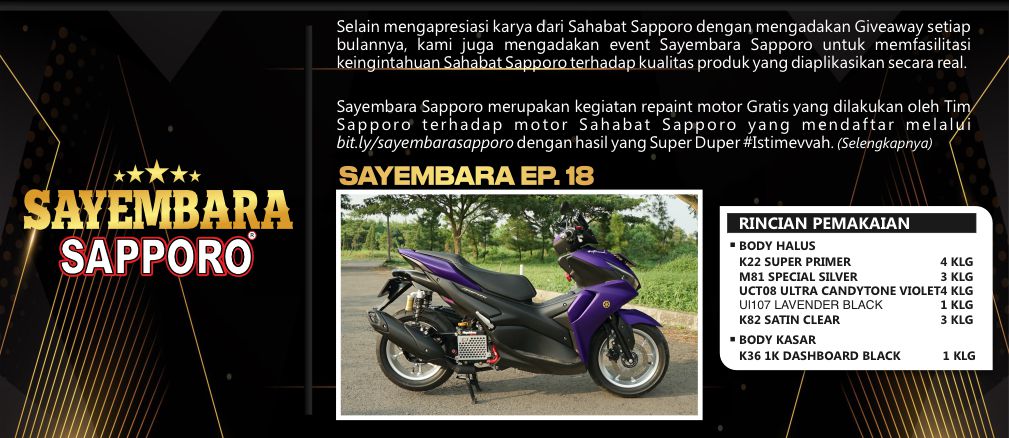 Selain mengapresiasi karya dari Sahabat Sapporo dengan mengadakan Giveaway setiap
bulannya, kami juga mengadakan event Sayembara Sapporo untuk memfasilitasi
keingintahuan Sahabat Sapporo terhadap kualitas produk yang diaplikasikan secara real.
Sayembara Sapporo merupakan kegiatan repaint motor Gratis yang dilakukan oleh Tim
Sapporo terhadap motor Sahabat Sapporo yang mendaftar melalui
bit.ly/sayembarasapporo dengan hasil yang Super Duper #Istimevvah. (Selengkapnya)
SAYEMBARA
SAPPORO®
SAYEMBARA EP. 18
RINCIAN PEMAKAIAN
BODY HALUS
K22 SUPER PRIMER 4 KLG
M81 SPECIAL SILVER 3 KLG
UCT08 ULTRA CANDYTONE VIOLET4 KLG
UI107 LAVENDER BLACK 1 KLG
K82 SATIN CLEAR 3 KLG
BODY KASAR
K36 1K DASHBOARD BLACK 1 KLG